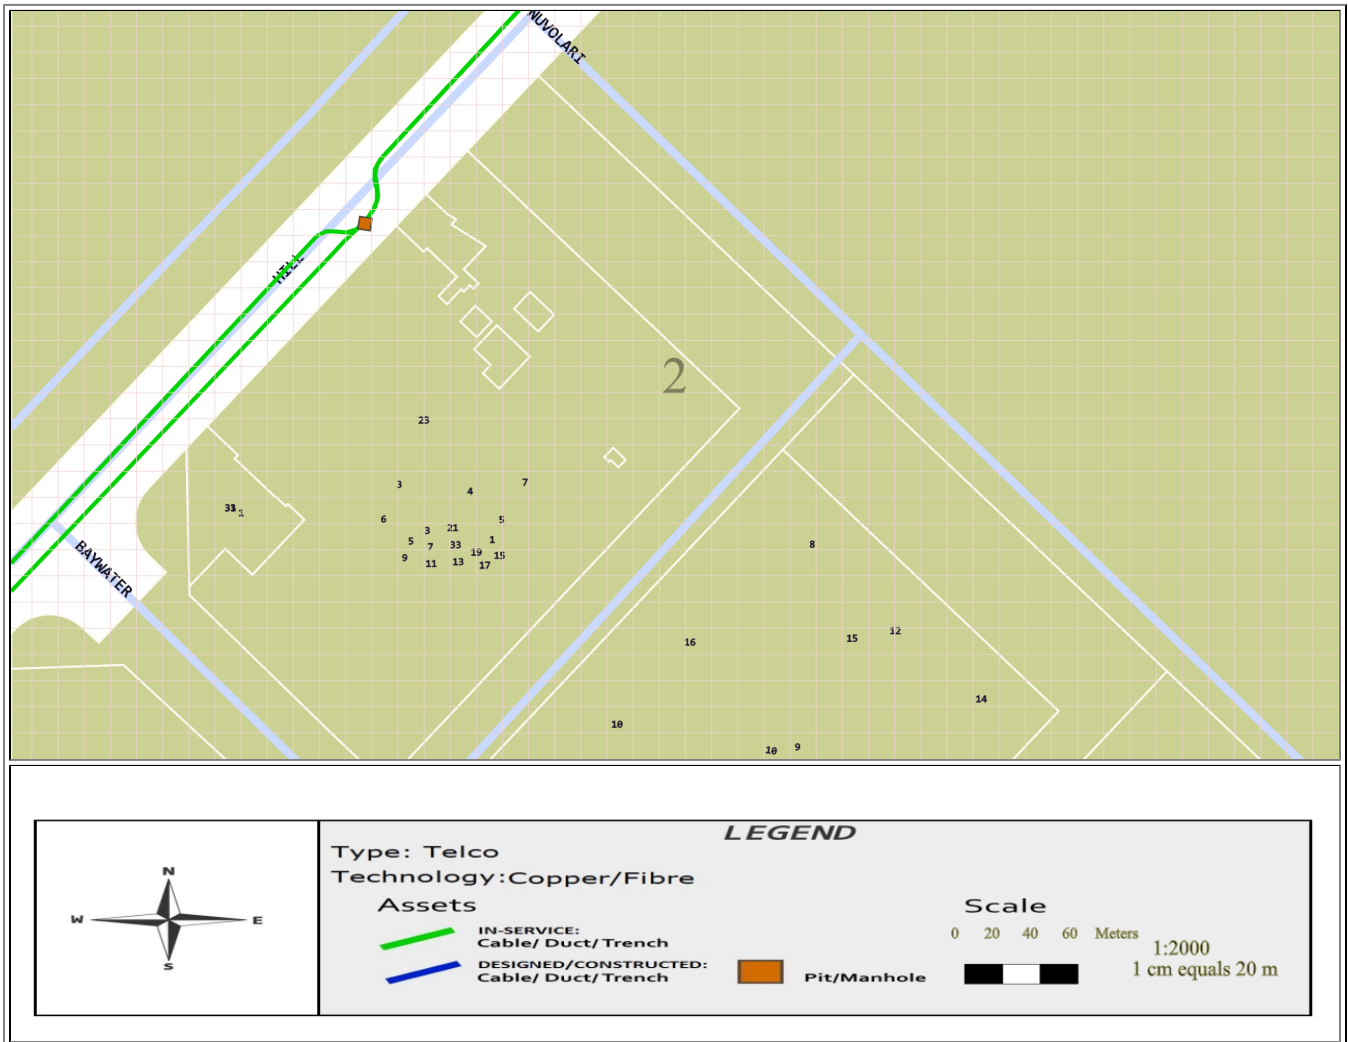 NUVOLARI
HILL
2
23
3
4
7
33 1
6
5
3
21
5
7
33
1
9
11
13
19
15
17
8
BAYWATER
16
15
12
14
10
10
9
LEGEND
Type: Telco
Technology:Copper/Fibre
Assets
Scale
IN-SERVICE:
Cable/ Duct/ Trench
DESIGNED/CONSTRUCTED:
Cable/ Duct/ Trench
Pit/Manhole
0 20 40 60 Meters
1:2000
1 cm equals 20 m
N
W E
S